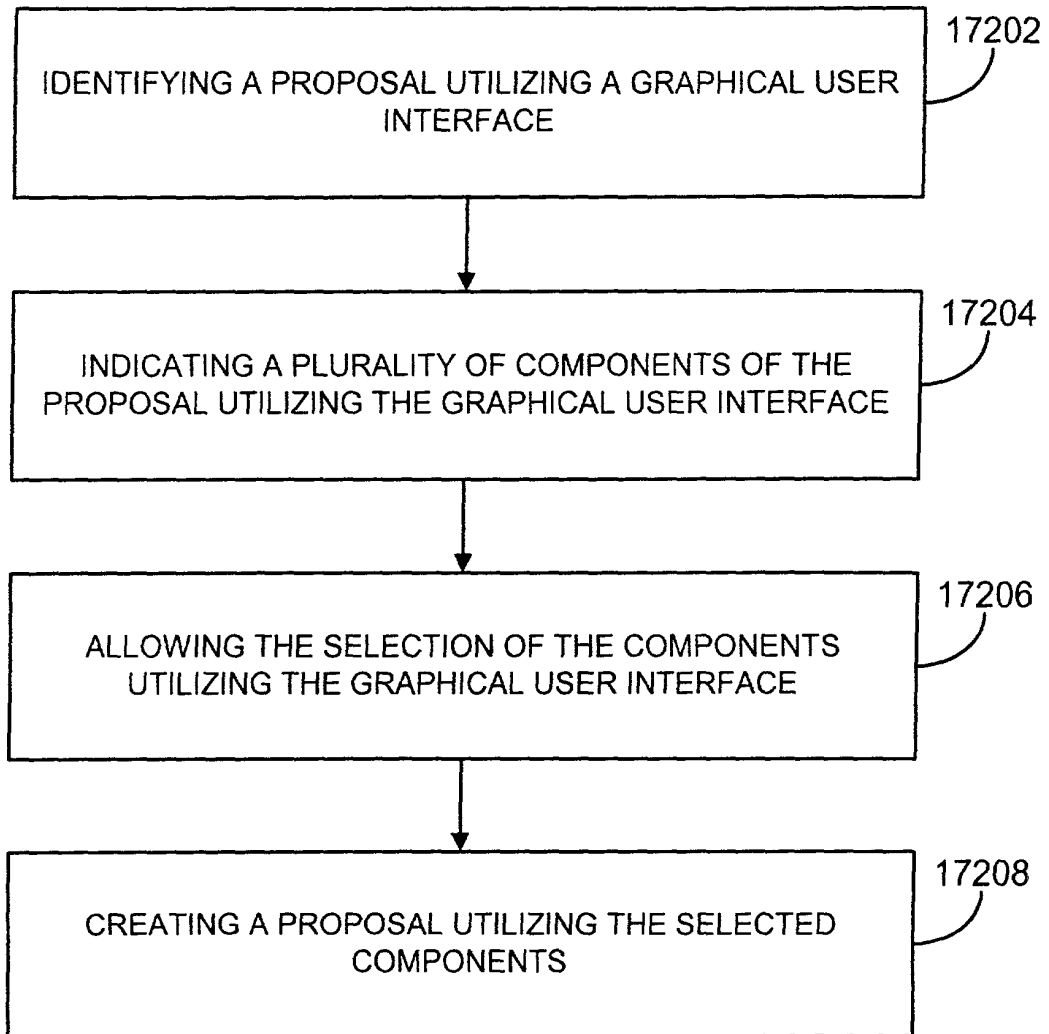 17202
IDENTIFYING A PROPOSAL UTILIZING A GRAPHICAL USER
INTERFACE
17204
INDICATING A PLURALITY OF COMPONENTS OF THE
PROPOSAL UTILIZING THE GRAPHICAL USER INTERFACE
17206
ALLOWING THE SELECTION OF THE COMPONENTS
UTILIZING THE GRAPHICAL USER INTERFACE
17208
CREATING A PROPOSAL UTILIZING THE SELECTED
COMPONENTS